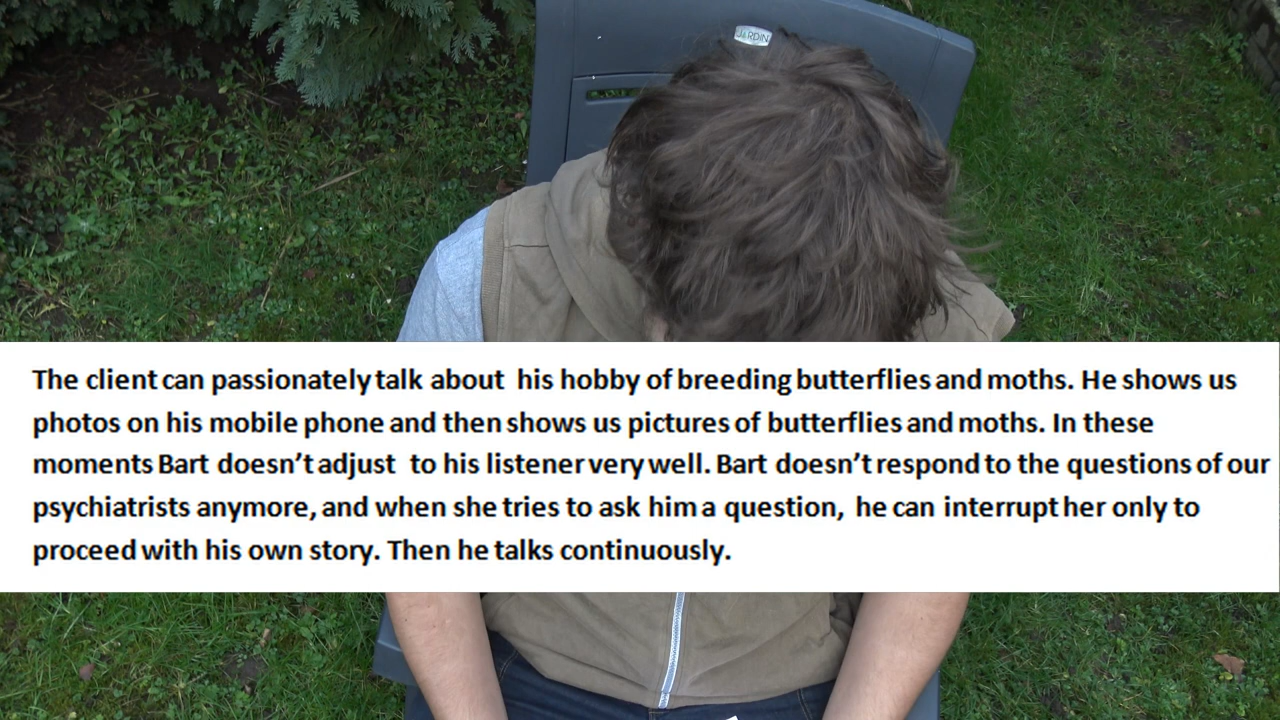 JARDIN
The client can passionately talk about his hobby of breeding butterflies and moths. He shows us
photos on his mobile phone and then shows us pictures of butterflies and moths. In these
moments Bart doesn’t adjust to his listener very well. Bart doesn’t respond to the questions of our
psychiatrists anymore, and when she tries to ask him a question, he can interrupt her only to
proceed with his own story. Then he talks continuously.